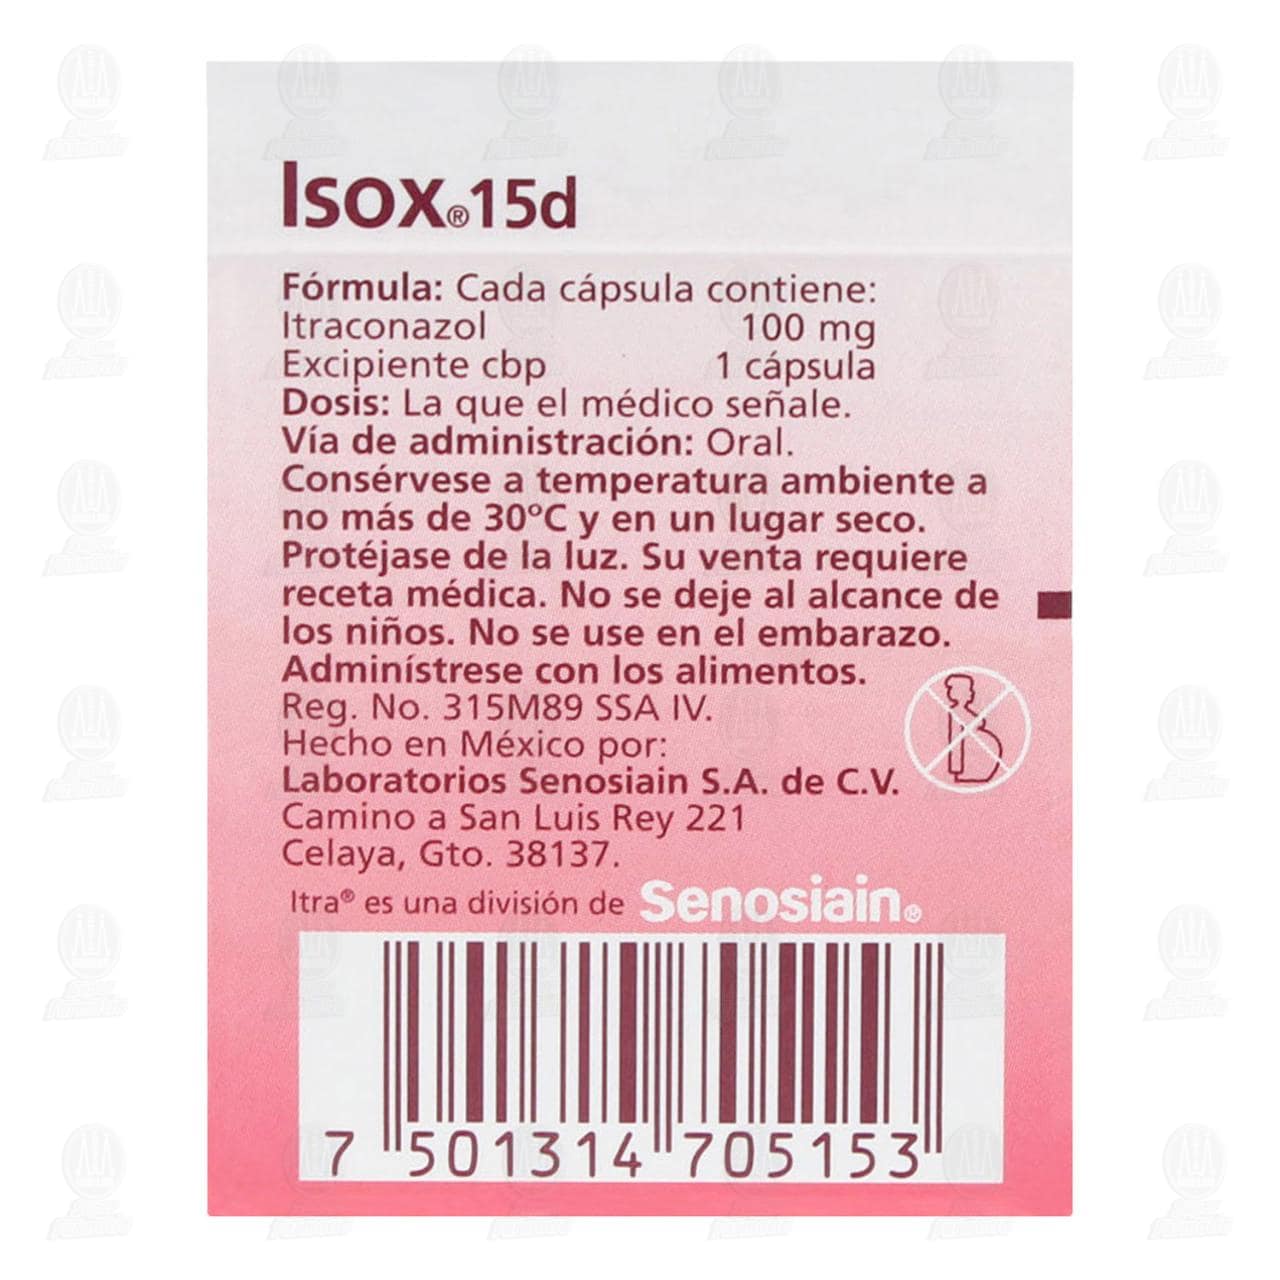 Isox®15d
Fórmula: Cada cápsula contiene:
Itraconazol 100 mg
Excipiente cbp 1 cápsula
Dosis: La que el médico señale.
Vía de administración: Oral.
Consérvese a temperatura ambiente a
no más de 30ºC y en un lugar seco.
Protéjase de la luz. Su venta requiere
receta médica. No se deje al alcance de
los niños. No se use en el embarazo.
Adminístrese con los alimentos.
Reg. No. 315M89 SSA IV.
Hecho en México por:
Laboratorios Senosiain S.A. de C.V.
Camino a San Luis Rey 221
Celaya, Gto. 38137.
Itra® es una división de Senosiain®
7 501314 705153